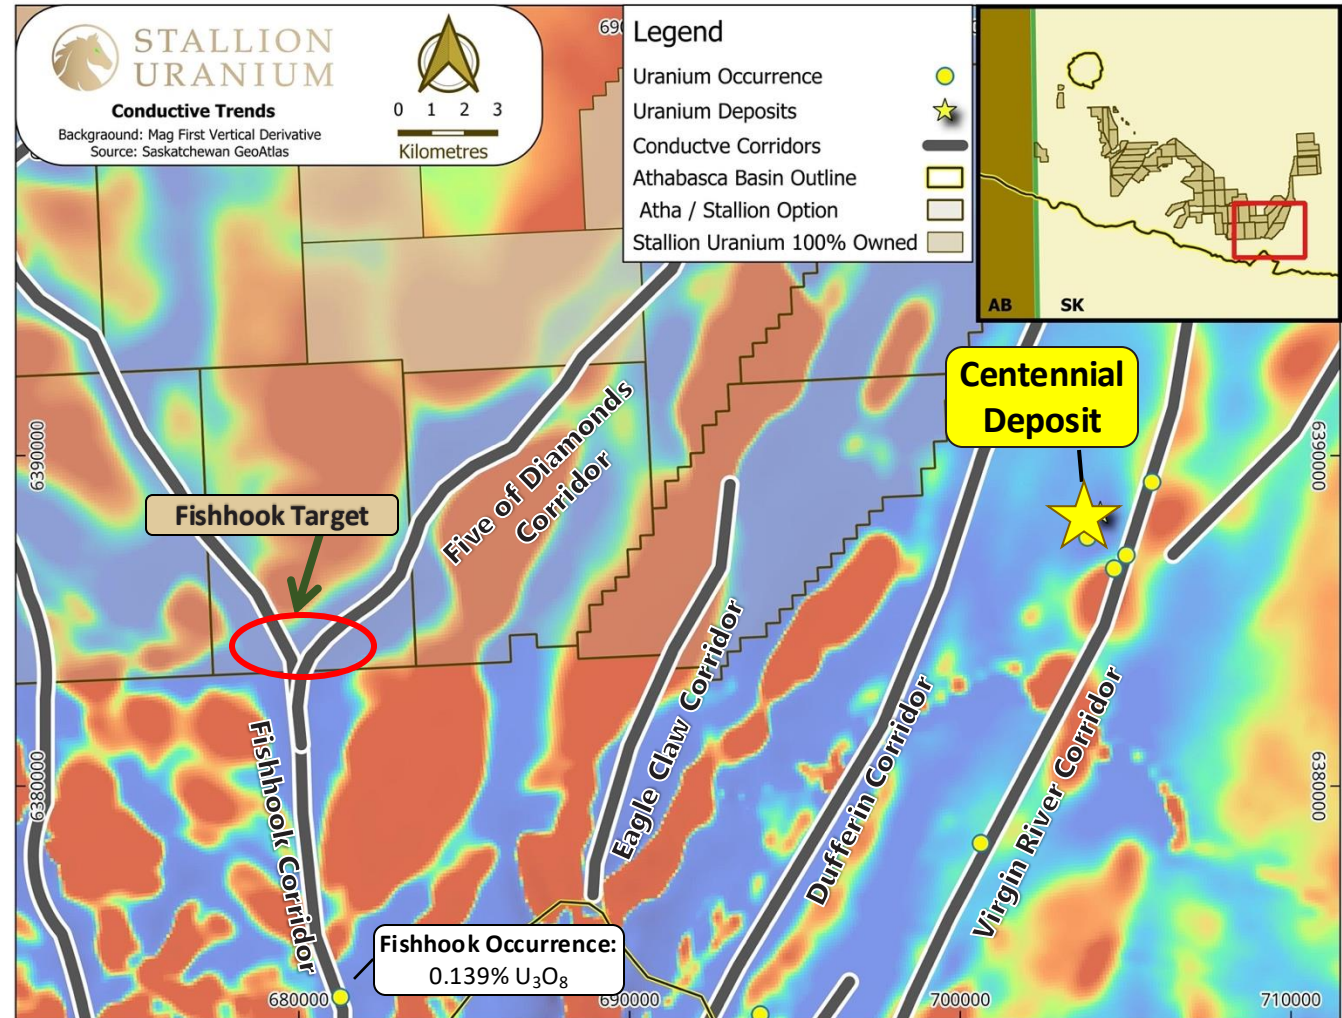 STALLION
URANIUM
Conductive Trends
Backgraound: Mag First Vertical Derivative
Source: Saskatchewan GeoAtlas
0 1 2 3
Kilometres
Legend
Uranium Occurrence
Uranium Deposits
Conductve Corridors
Athabasca Basin Outline
Atha / Stallion Option
Stallion Uranium 100% Owned
AB
SK
Centennial
Deposit
6390000
6390000
Five of Diamonds
Corridor
Fishhook Target
Eagle Claw Corridor
Dufferin Corridor
Virgin River Corridor
Fishhook Corridor
6380000
6380000
Fishhook Occurrence:
0.139% U₃O₈
680000
690000
700000
710000